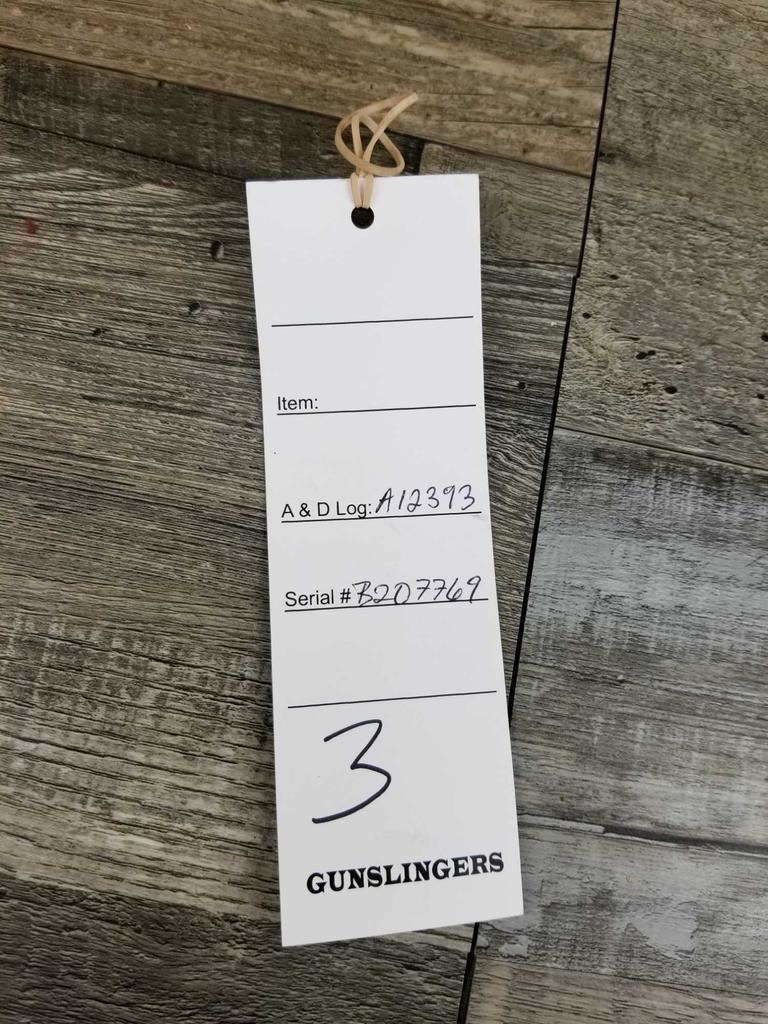 Item:
A & D Log: A12393
Serial # B207769
3
GUNSLINGERS